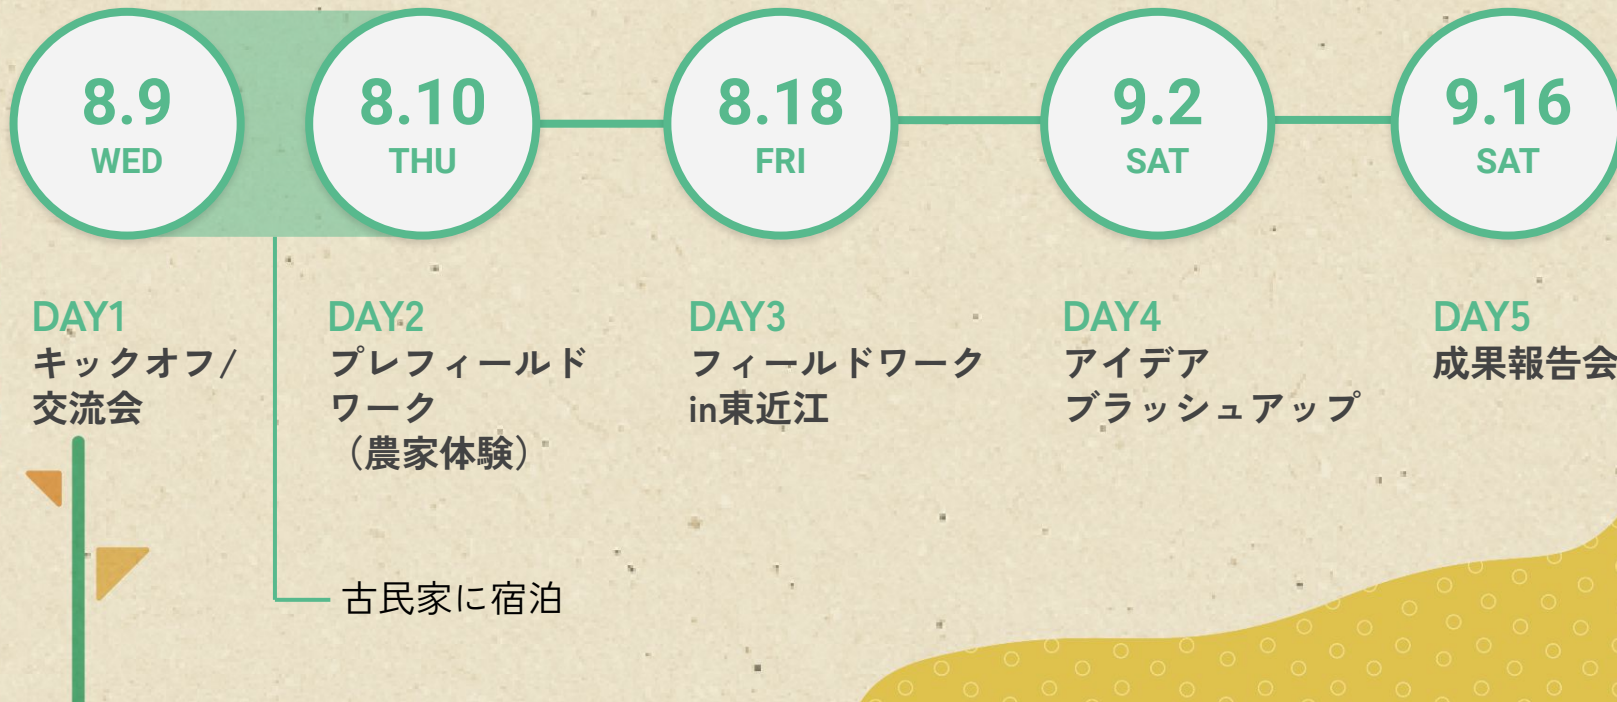 8.9
WED
8.10
THU
8.18
FRI
9.2
SAT
9.16
SAT
DAY1
キックオフ/
交流会
DAY2
プレフィールド
ワーク
（農家体験）
DAY3
フィールドワーク
in東近江
DAY4
アイデア
ブラッシュアップ
DAY5
成果報告会
古民家に宿泊